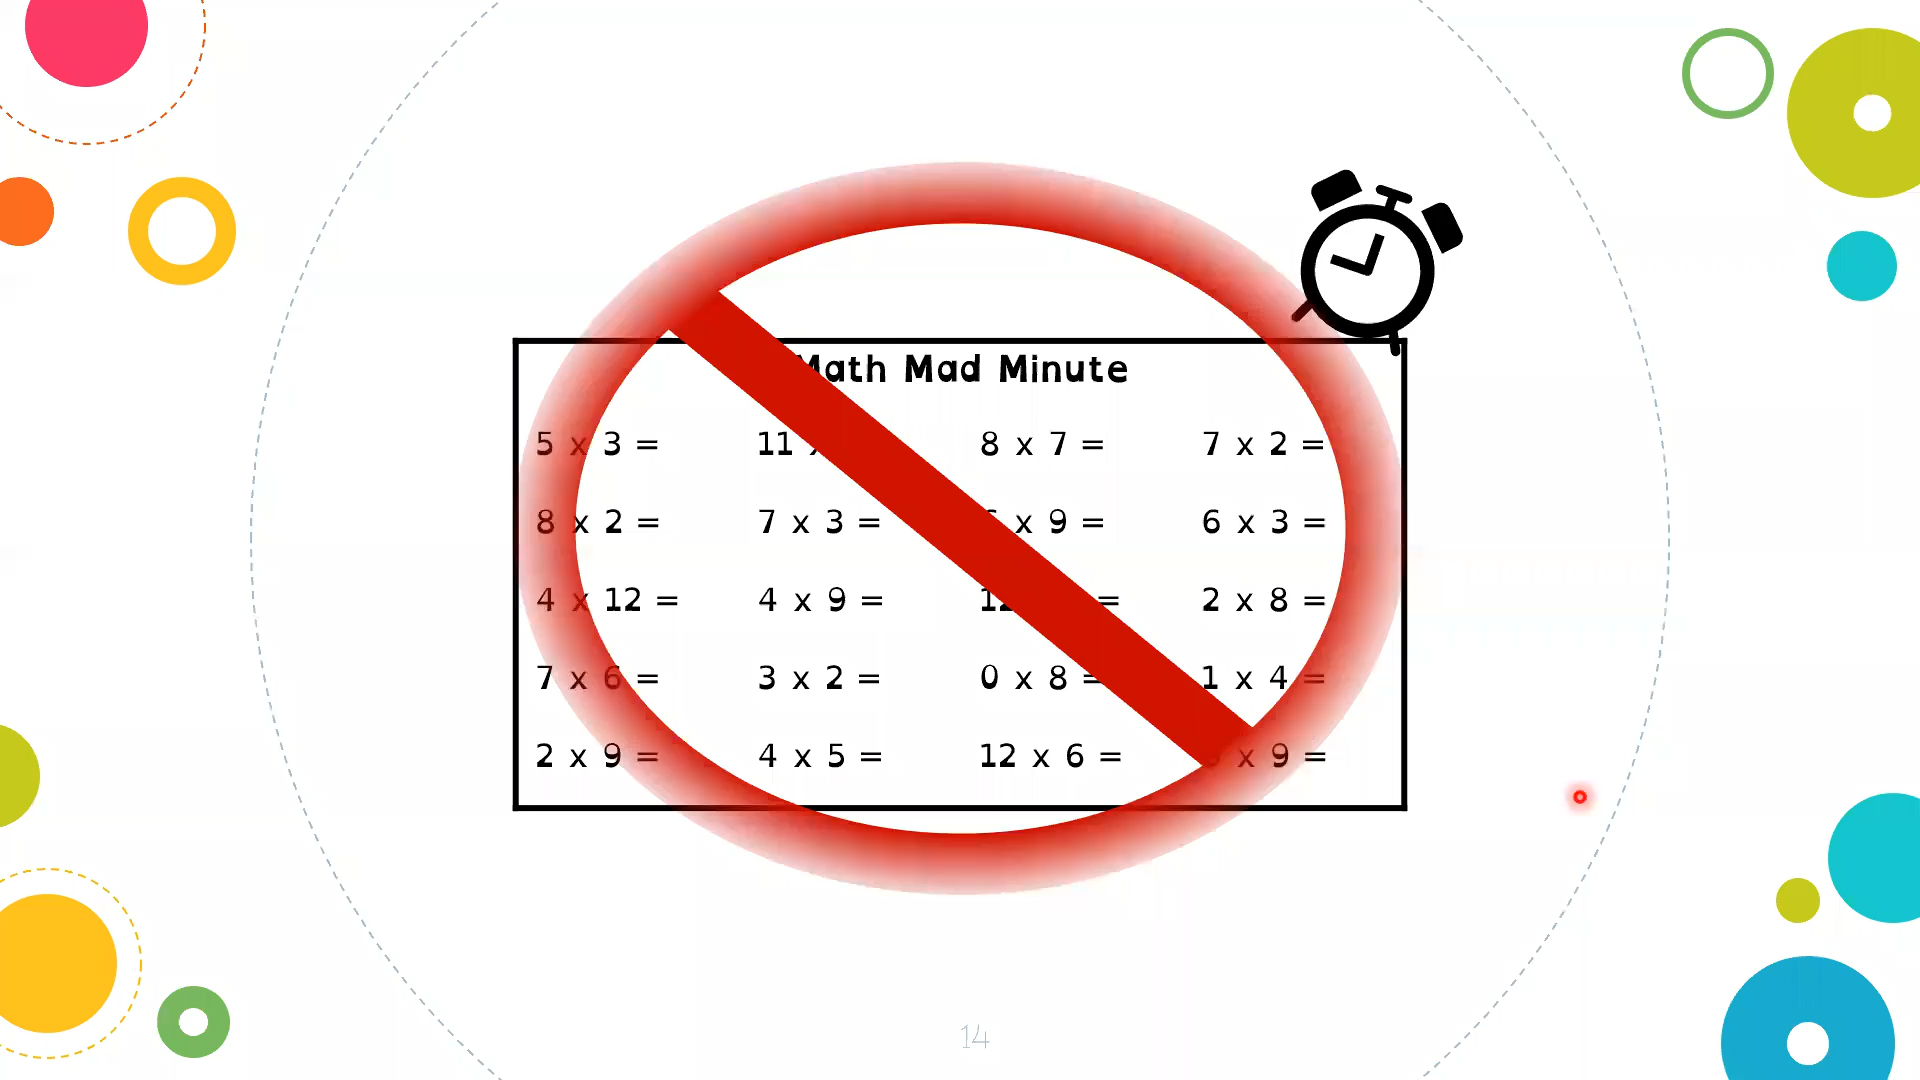 Math Mad Minute
5 x 3 = 11 8 x 7 = 7 x 2 =
8 x 2 = 7 x 3 = x 9 = 6 x 3 =
4 x 12 = 4 x 9 = 12 = 2 x 8 =
7 x 6 = 3 x 2 = 0 x 8 = 1 x 4 =
2 x 9 = 4 x 5 = 12 x 6 = x 9 =
14